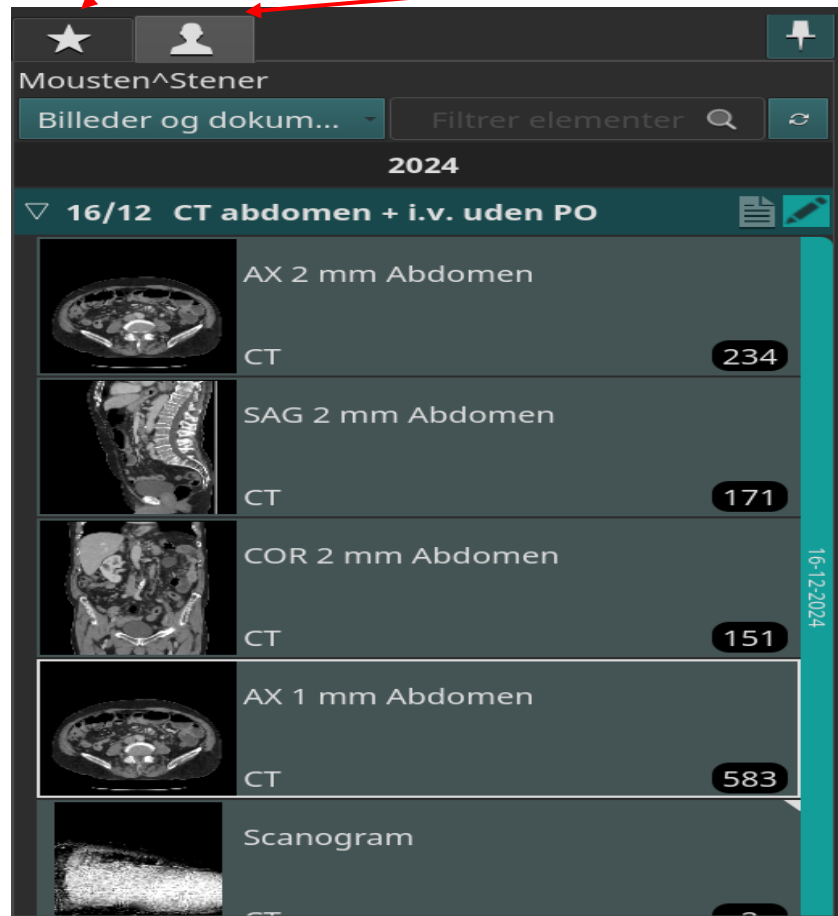 Mousten^Stener
Billeder og dokum... Filtrer elementer
2024
16/12 CT abdomen + i.v. uden PO
AX 2 mm Abdomen
CT
234
SAG 2 mm Abdomen
CT
171
COR 2 mm Abdomen
CT
151
16-12-2024
AX 1 mm Abdomen
CT
583
Scanogram